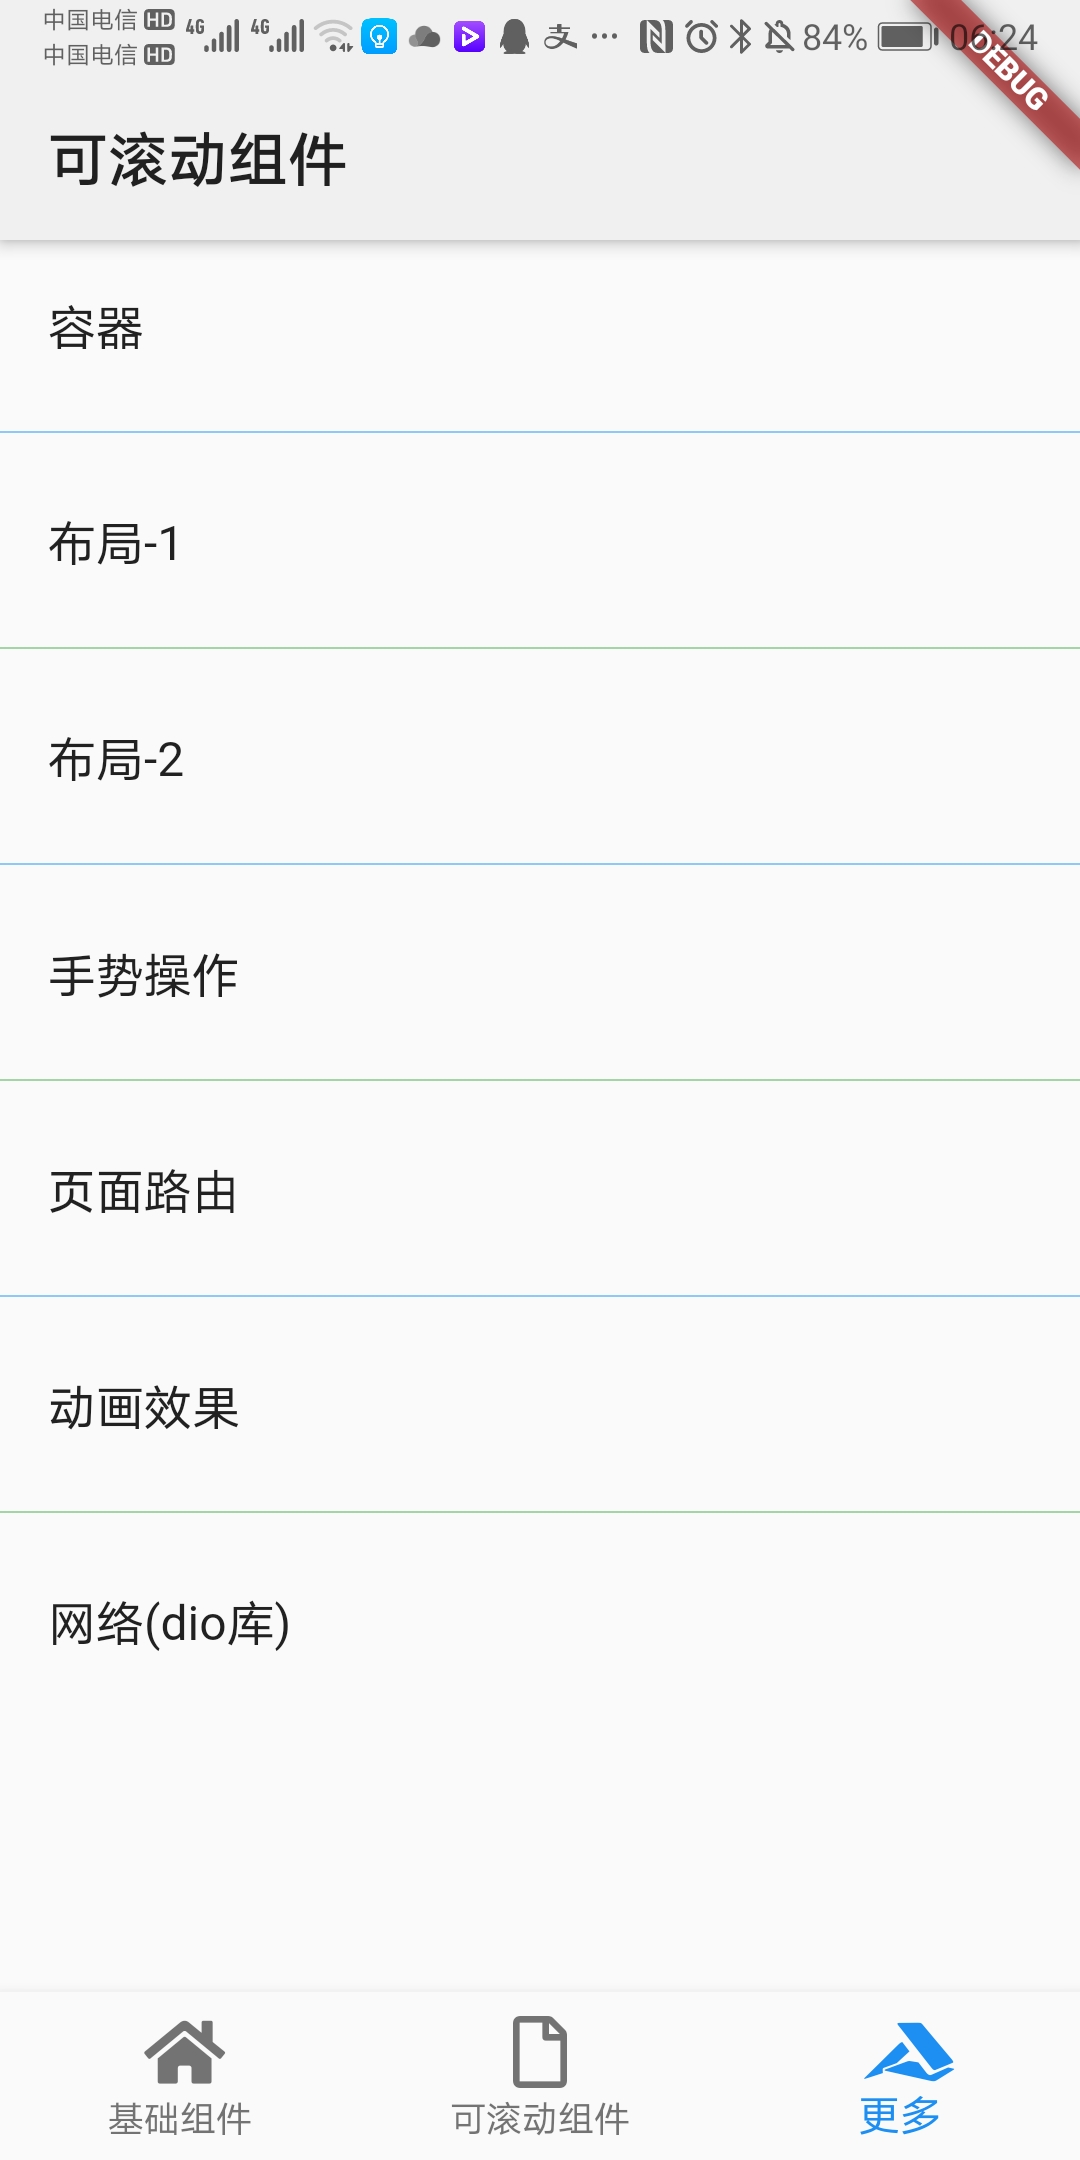 中国电信 HD 4G 4G 84% 06:24
中国电信 HD
DEBUG
可滚动组件
容器
布局-1
布局-2
手势操作
页面路由
动画效果
网络(dio库)
基础组件 可滚动组件 更多